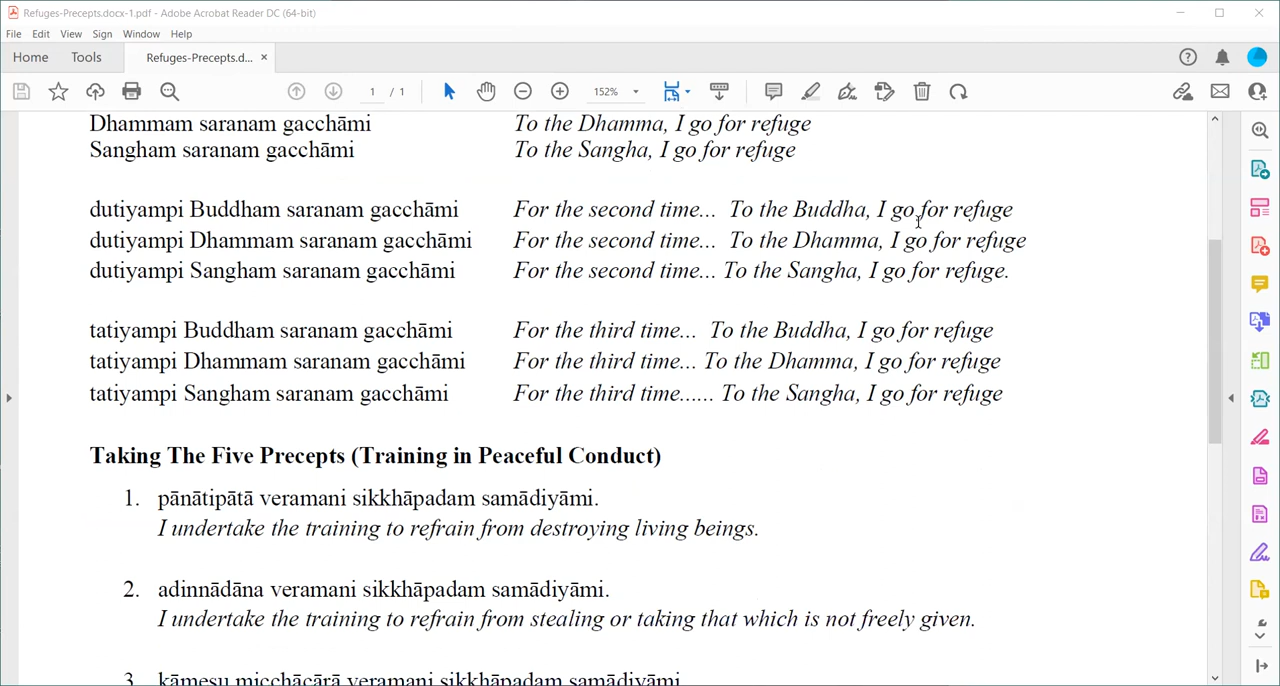 Refuges-Precepts.docx-1.pdf - Adobe Acrobat Reader DC (64-bit)
File Edit View Sign Window Help
Home Tools Refuges-Precepts.d... ×
1 / 1 152%
Dhammam saranam gacchāmi To the Dhamma, I go for refuge
Sangham saranam gacchāmi To the Sangha, I go for refuge
dutiyampi Buddham saranam gacchāmi For the second time... To the Buddha, I go for refuge
dutiyampi Dhammam saranam gacchāmi For the second time... To the Dhamma, I go for refuge
dutiyampi Sangham saranam gacchāmi For the second time... To the Sangha, I go for refuge.
tatiyampi Buddham saranam gacchāmi For the third time... To the Buddha, I go for refuge
tatiyampi Dhammam saranam gacchāmi For the third time... To the Dhamma, I go for refuge
tatiyampi Sangham saranam gacchāmi For the third time...... To the Sangha, I go for refuge
Taking The Five Precepts (Training in Peaceful Conduct)
1. pānātipātā veramani sikkhāpadam samādiyāmi.
I undertake the training to refrain from destroying living beings.
2. adinnādāna veramani sikkhāpadam samādiyāmi.
I undertake the training to refrain from stealing or taking that which is not freely given.
3. kāmesu micchācārā veramani sikkhāpadam samādiyāmi.